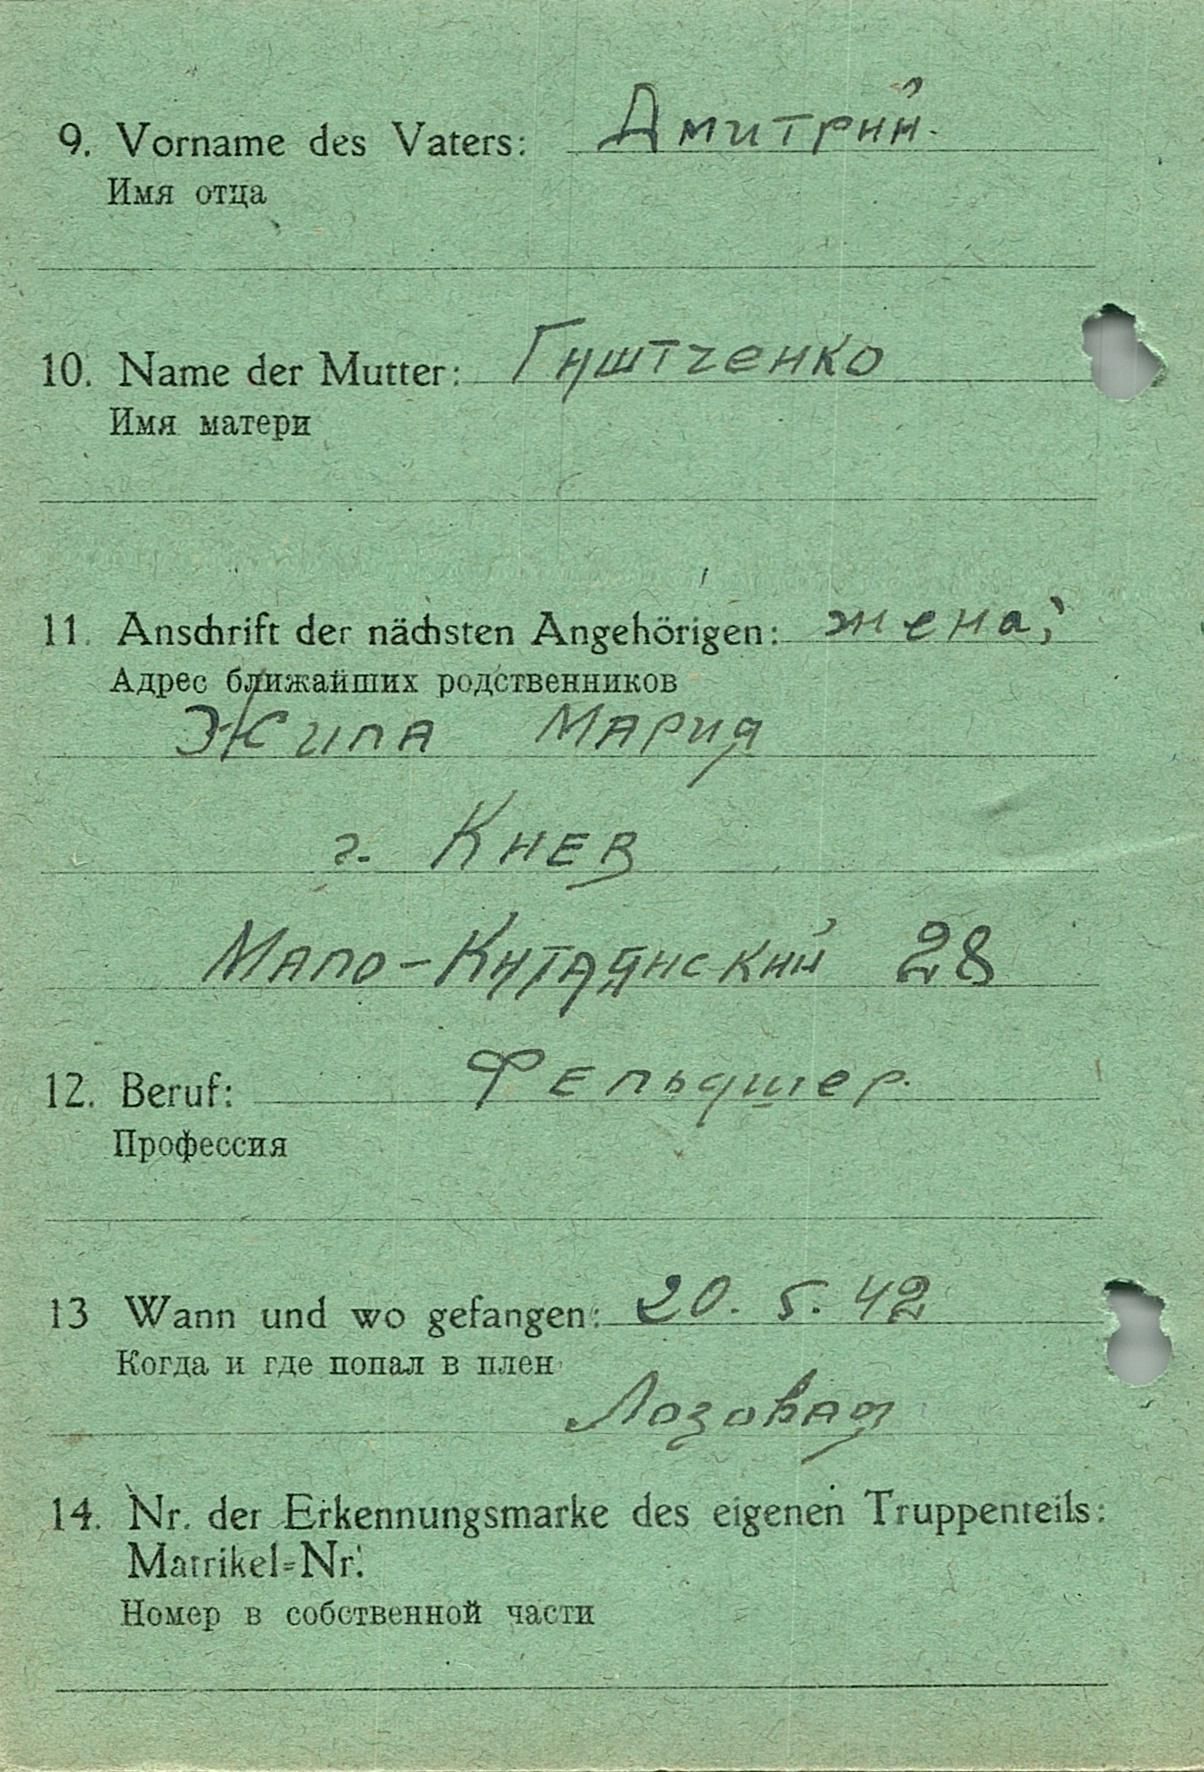 9. Vorname des Vaters: Дмитрий.
Имя отца
10. Name der Mutter: Гиштченко
Имя матери
11. Anschrift der nächsten Angehörigen: жена;
Адрес ближайших родственников
Жила Мария
г. Киев
Мало-Китаянский 28
12. Beruf: Фельдшер.
Профессия
13 Wann und wo gefangen: 20. 5. 42
Когда и где попал в плен
Лозовая
14. Nr. der Erkennungsmarke des eigenen Truppenteils:
Matrikel=Nr.
Номер в собственной части